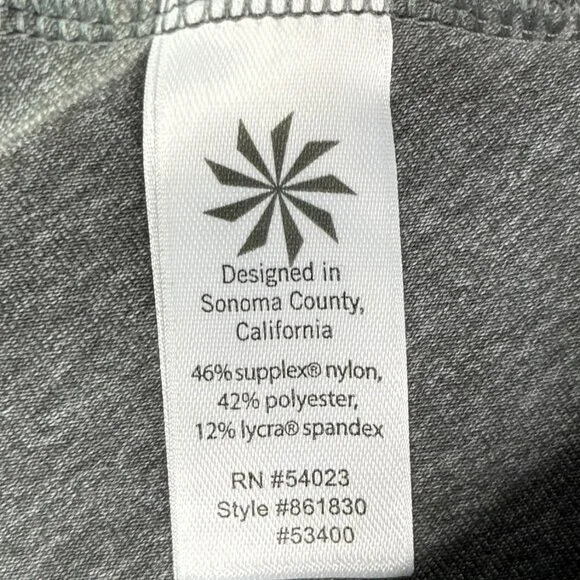 Designed in
Sonoma County,
California
46% supplex® nylon,
42% polyester,
12% lycra® spandex
RN #54023
Style #861830
#53400